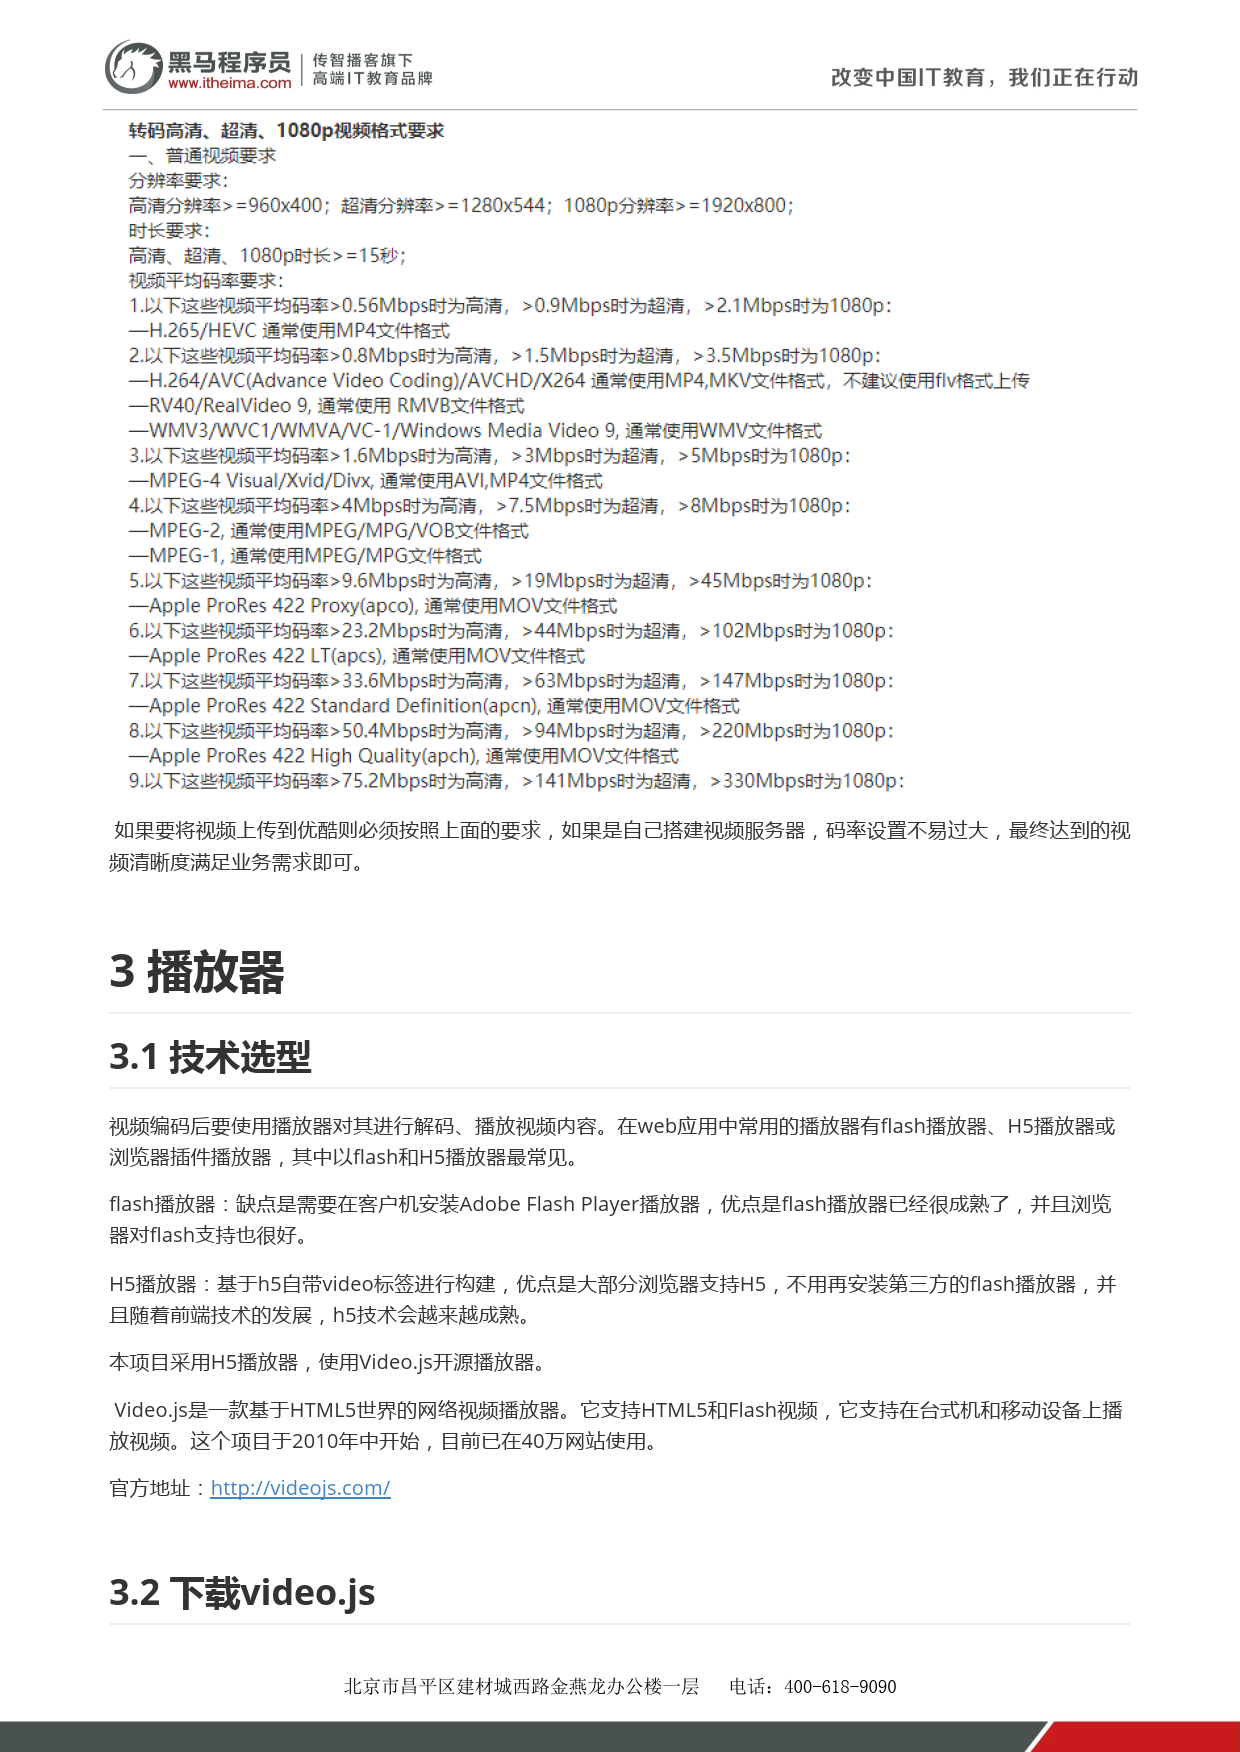 黑马程序员
www.itheima.com
传智播客旗下
高端IT教育品牌
改变中国IT教育，我们正在行动
转码高清、超清、1080p视频格式要求
一、普通视频要求
分辨率要求：
高清分辨率>=960x400；超清分辨率>=1280x544；1080p分辨率>=1920x800；
时长要求：
高清、超清、1080p时长>=15秒；
视频平均码率要求：
1.以下这些视频平均码率>0.56Mbps时为高清，>0.9Mbps时为超清，>2.1Mbps时为1080p：
—H.265/HEVC 通常使用MP4文件格式
2.以下这些视频平均码率>0.8Mbps时为高清，>1.5Mbps时为超清，>3.5Mbps时为1080p：
—H.264/AVC(Advance Video Coding)/AVCHD/X264 通常使用MP4,MKV文件格式，不建议使用flv格式上传
—RV40/RealVideo 9, 通常使用 RMVB文件格式
—WMV3/WVC1/WMVA/VC-1/Windows Media Video 9, 通常使用WMV文件格式
3.以下这些视频平均码率>1.6Mbps时为高清，>3Mbps时为超清，>5Mbps时为1080p：
—MPEG-4 Visual/Xvid/Divx, 通常使用AVI,MP4文件格式
4.以下这些视频平均码率>4Mbps时为高清，>7.5Mbps时为超清，>8Mbps时为1080p：
—MPEG-2, 通常使用MPEG/MPG/VOB文件格式
—MPEG-1, 通常使用MPEG/MPG文件格式
5.以下这些视频平均码率>9.6Mbps时为高清，>19Mbps时为超清，>45Mbps时为1080p：
—Apple ProRes 422 Proxy(apco), 通常使用MOV文件格式
6.以下这些视频平均码率>23.2Mbps时为高清，>44Mbps时为超清，>102Mbps时为1080p：
—Apple ProRes 422 LT(apcs), 通常使用MOV文件格式
7.以下这些视频平均码率>33.6Mbps时为高清，>63Mbps时为超清，>147Mbps时为1080p：
—Apple ProRes 422 Standard Definition(apcn), 通常使用MOV文件格式
8.以下这些视频平均码率>50.4Mbps时为高清，>94Mbps时为超清，>220Mbps时为1080p：
—Apple ProRes 422 High Quality(apch), 通常使用MOV文件格式
9.以下这些视频平均码率>75.2Mbps时为高清，>141Mbps时为超清，>330Mbps时为1080p：
如果要将视频上传到优酷则必须按照上面的要求，如果是自己搭建视频服务器，码率设置不易过大，最终达到的视
频清晰度满足业务需求即可。
3 播放器
3.1 技术选型
视频编码后要使用播放器对其进行解码、播放视频内容。在web应用中常用的播放器有flash播放器、H5播放器或
浏览器插件播放器，其中以flash和H5播放器最常见。
flash播放器：缺点是需要在客户机安装Adobe Flash Player播放器，优点是flash播放器已经很成熟了，并且浏览
器对flash支持也很好。
H5播放器：基于h5自带video标签进行构建，优点是大部分浏览器支持H5，不用再安装第三方的flash播放器，并
且随着前端技术的发展，h5技术会越来越成熟。
本项目采用H5播放器，使用Video.js开源播放器。
Video.js是一款基于HTML5世界的网络视频播放器。它支持HTML5和Flash视频，它支持在台式机和移动设备上播
放视频。这个项目于2010年中开始，目前已在40万网站使用。
官方地址：http://videojs.com/
3.2 下载video.js
北京市昌平区建材城西路金燕龙办公楼一层 电话：400-618-9090